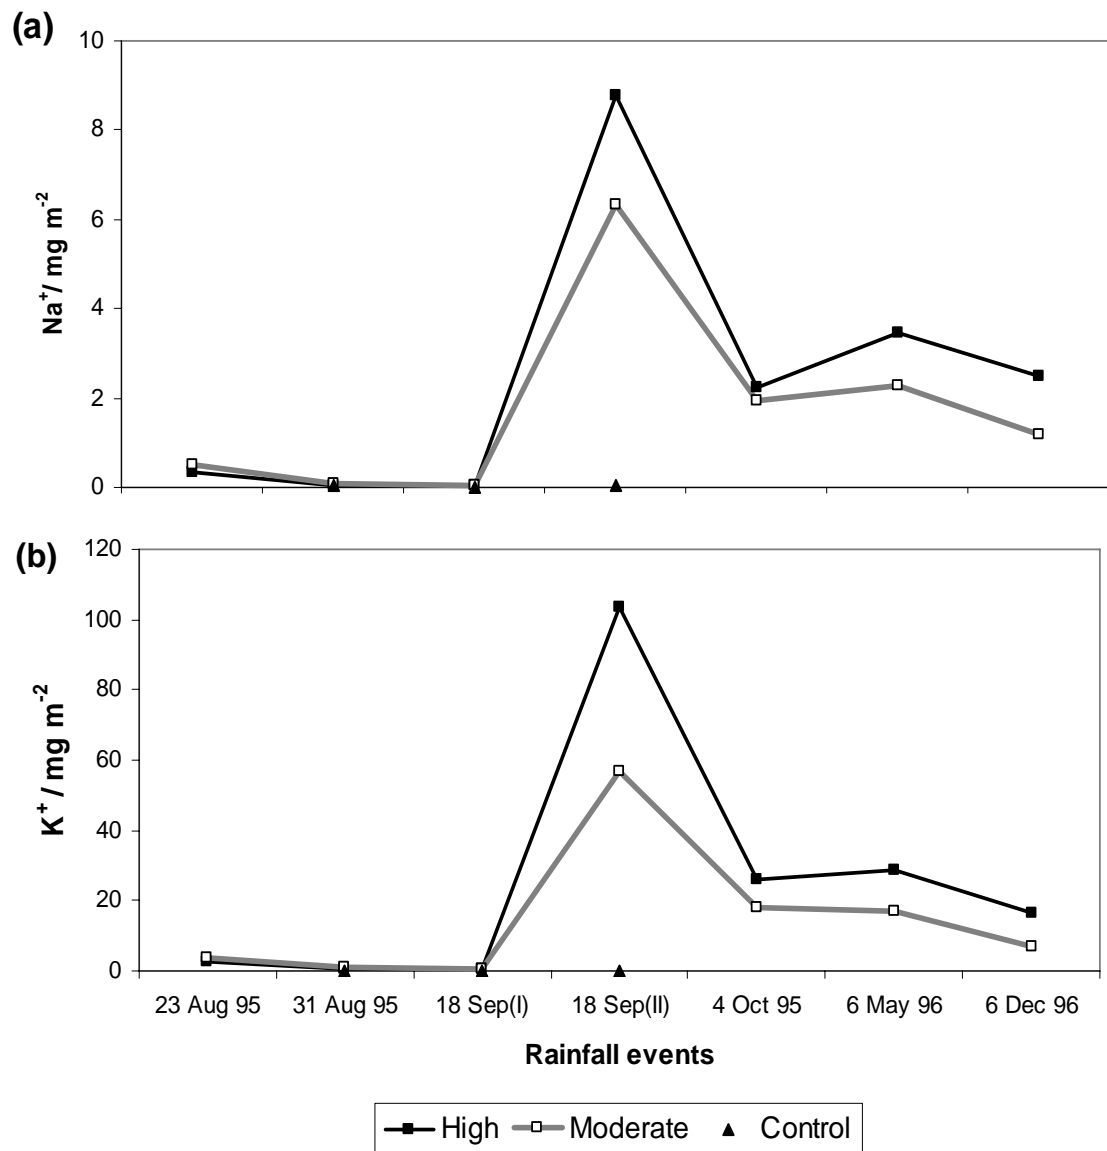 (a)
10
8
6
4
2
0
Na⁺/ mg m⁻²
(b)
120
100
80
60
40
20
0
K⁺ / mg m⁻²
23 Aug 95 31 Aug 95 18 Sep(I) 18 Sep(II) 4 Oct 95 6 May 96 6 Dec 96
Rainfall events
High Moderate Control